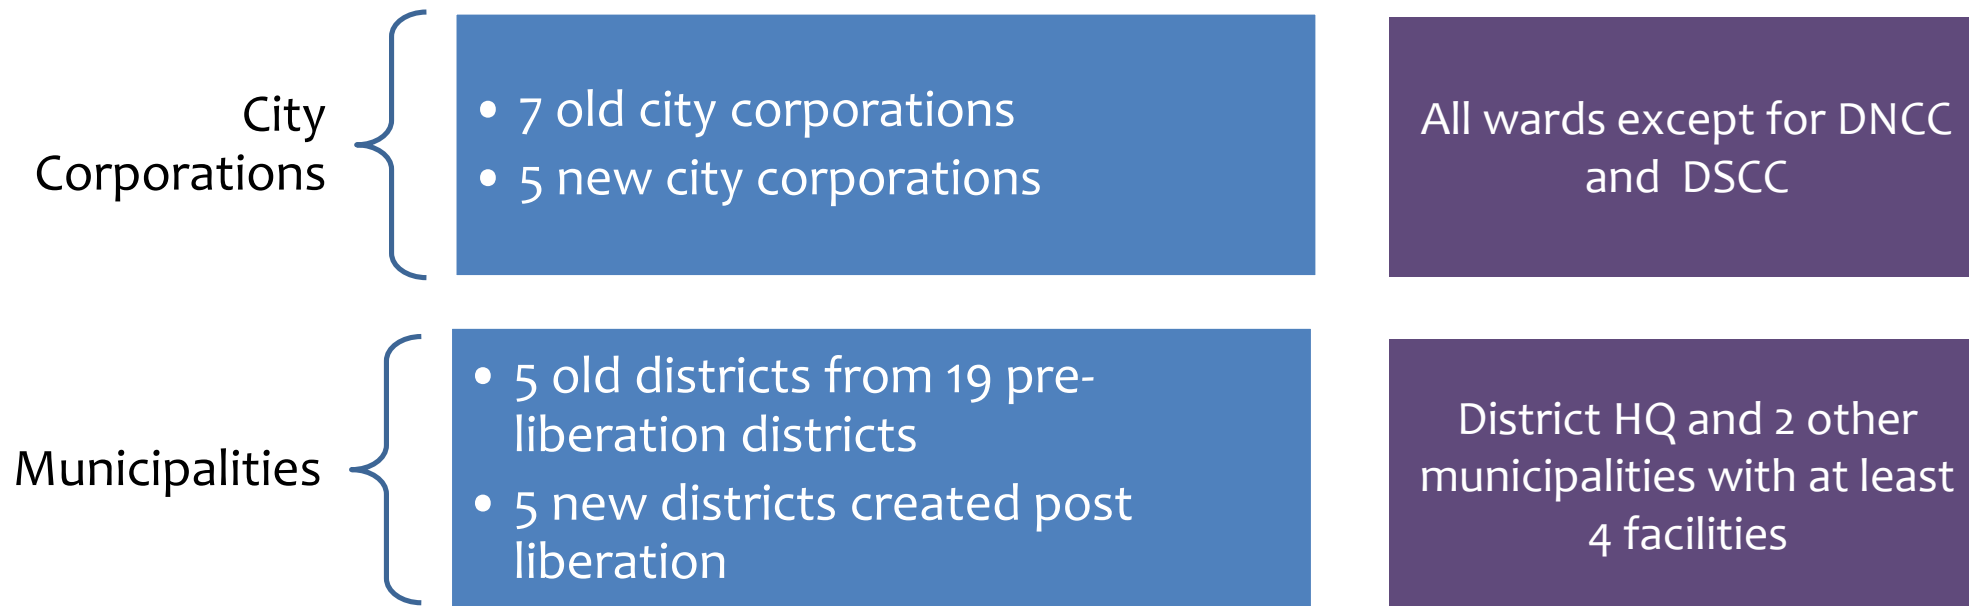 City
Corporations
• 7 old city corporations
• 5 new city corporations
All wards except for DNCC
and DSCC
Municipalities
• 5 old districts from 19 pre-
liberation districts
• 5 new districts created post
liberation
District HQ and 2 other
municipalities with at least
4 facilities